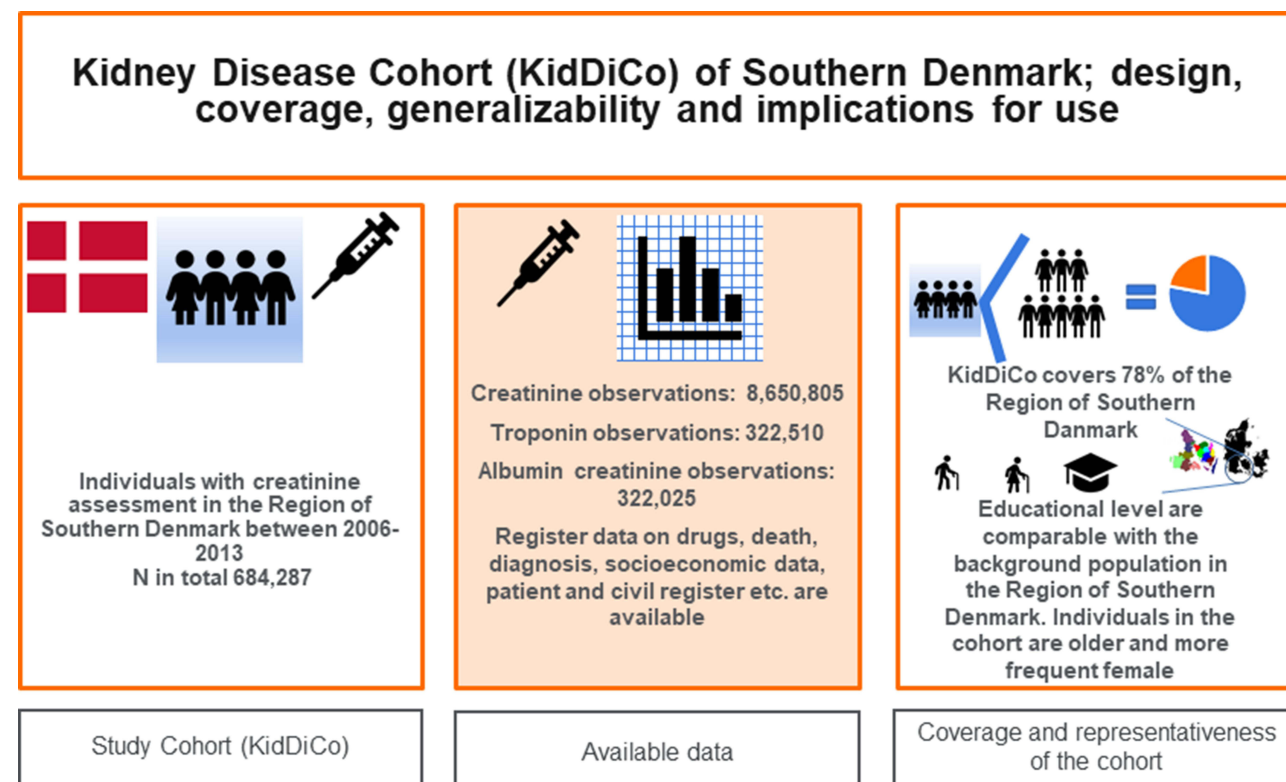 Kidney Disease Cohort (KidDiCo) of Southern Denmark; design,
coverage, generalizability and implications for use
Individuals with creatinine
assessment in the Region of
Southern Denmark between 2006-
2013
N in total 684,287
Study Cohort (KidDiCo)
Creatinine observations: 8,650,805
Troponin observations: 322,510
Albumin creatinine observations:
322,025
Register data on drugs, death,
diagnosis, socioeconomic data,
patient and civil register etc. are
available
Available data
KidDiCo covers 78% of the
Region of Southern
Danmark
Educational level are
comparable with the
background population in
the Region of Southern
Denmark. Individuals in the
cohort are older and more
frequent female
Coverage and representativeness
of the cohort